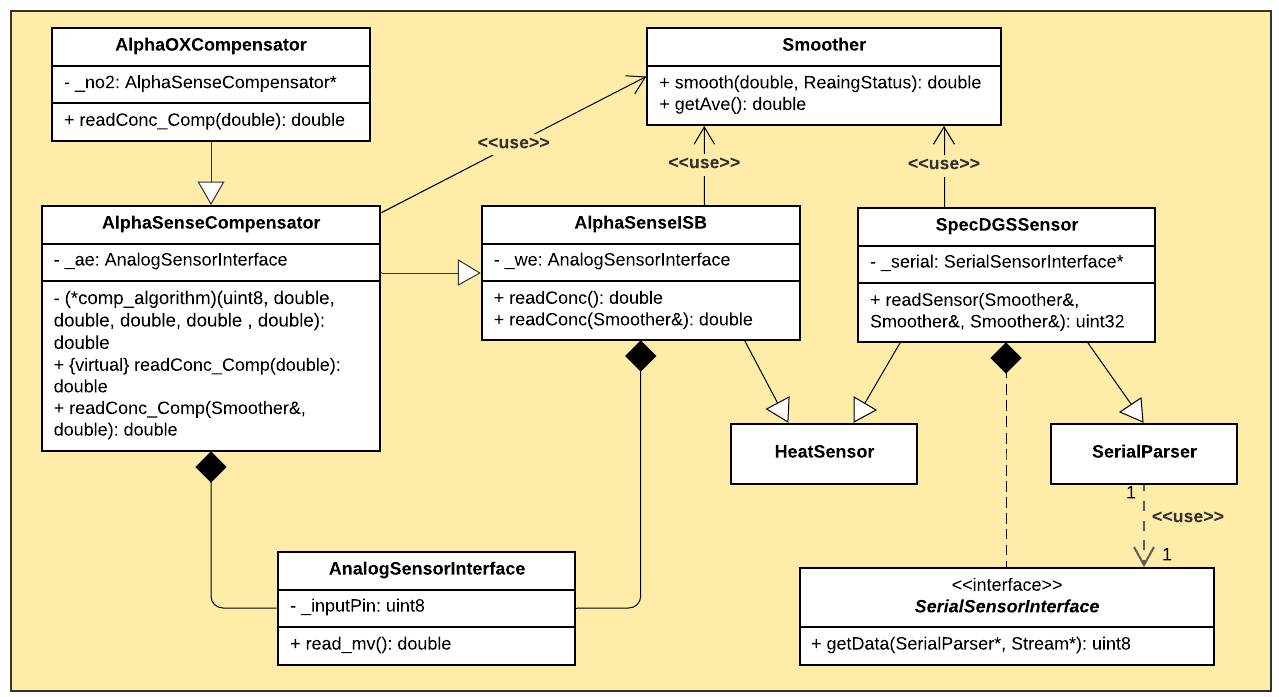 AlphaOXCompensator
- _no2: AlphaSenseCompensator*
+ readConc_Comp(double): double
Smoother
+ smooth(double, ReaingStatus): double
+ getAve(): double
<<use>>
<<use>>
<<use>>
AlphaSenseCompensator
- _ae: AnalogSensorInterface
- (*comp_algorithm)(uint8, double,
double, double, double , double):
double
+ {virtual} readConc_Comp(double):
double
+ readConc_Comp(Smoother&,
double): double
AlphaSenseISB
- _we: AnalogSensorInterface
+ readConc(): double
+ readConc(Smoother&): double
SpecDGSSensor
- _serial: SerialSensorInterface*
+ readSensor(Smoother&,
Smoother&, Smoother&): uint32
HeatSensor
SerialParser
1
<<use>>
1
AnalogSensorInterface
- _inputPin: uint8
+ read_mv(): double
<<interface>>
SerialSensorInterface
+ getData(SerialParser*, Stream*): uint8